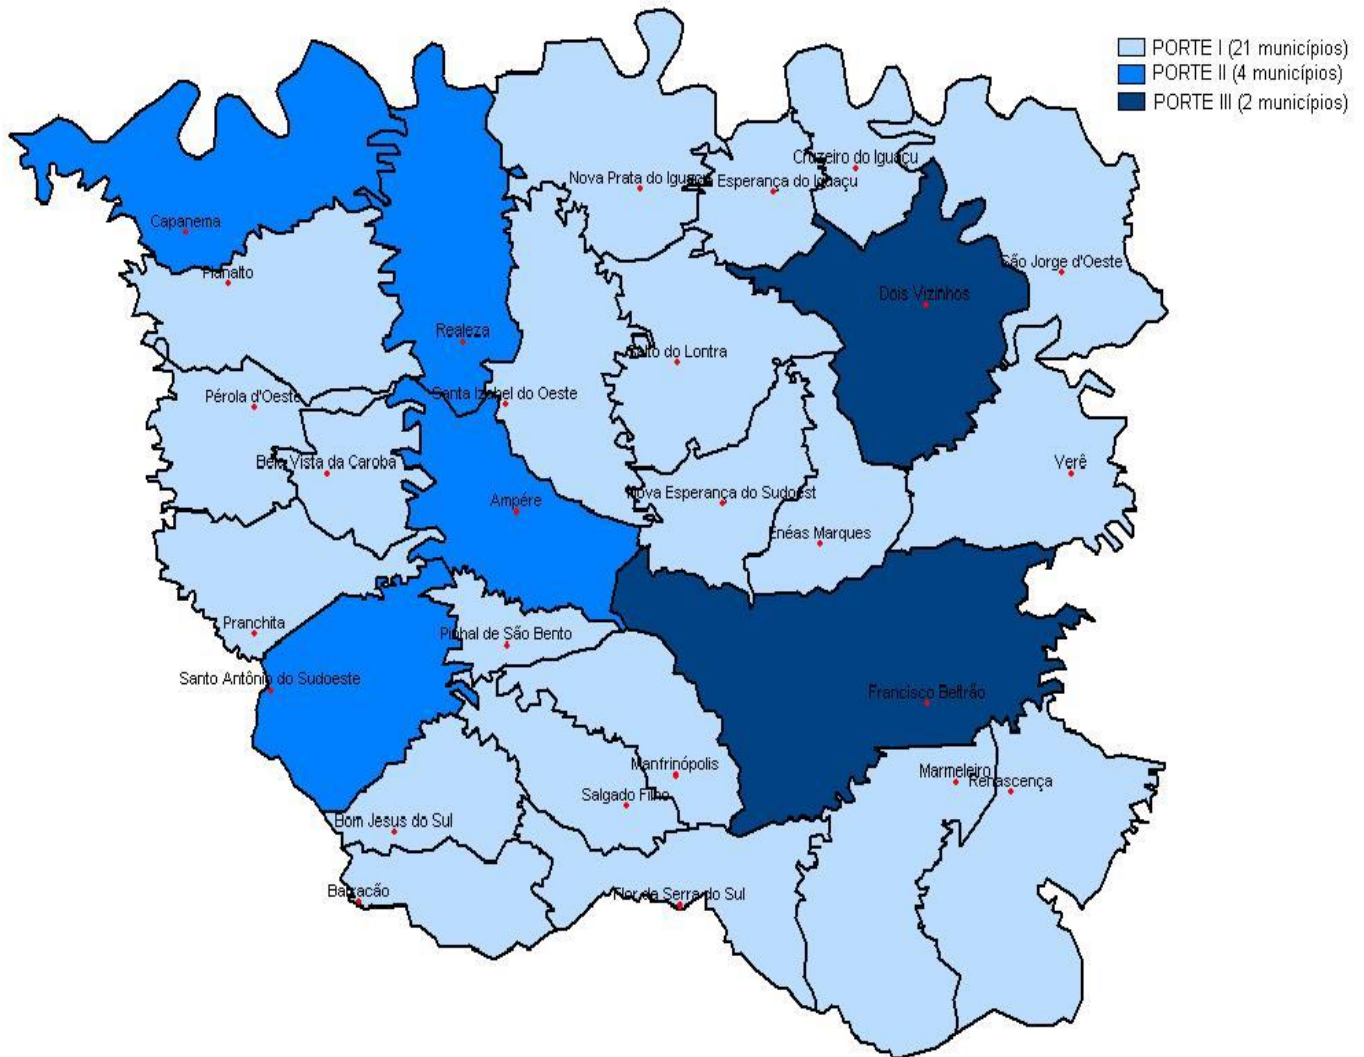 PORTE I (21 municípios)
PORTE II (4 municípios)
PORTE III (2 municípios)
Cruzeiro do Iguaçu
Nova Prata do Iguaçu
Esperança do Iguaçu
Capanema
Planalto
São Jorge d'Oeste
Dois Vizinhos
Realeza
Salto do Lontra
Pérola d'Oeste
Santa Izabel do Oeste
Bela Vista da Caroba
Verê
Ampére
Nova Esperança do Sudoest
Enéas Marques
Pranchita
Pinhal de São Bento
Santo Antônio do Sudoeste
Francisco Beltrão
Manfrinópolis
Marmeleiro
Renascença
Salgado Filho
Bom Jesus do Sul
Barracão
Flor da Serra do Sul